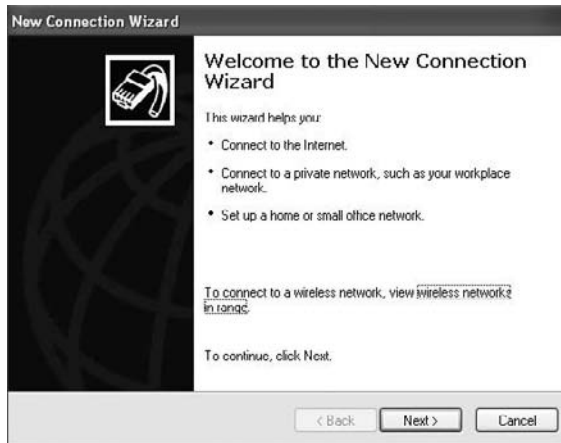 New Connection Wizard
Welcome to the New Connection
Wizard
This wizard helps you:
• Connect to the Internet.
• Connect to a private network, such as your workplace
network.
• Set up a home or small office network.
To connect to a wireless network, view wireless networks
in range.
To continue, click Next.
< Back
Next >
Cancel